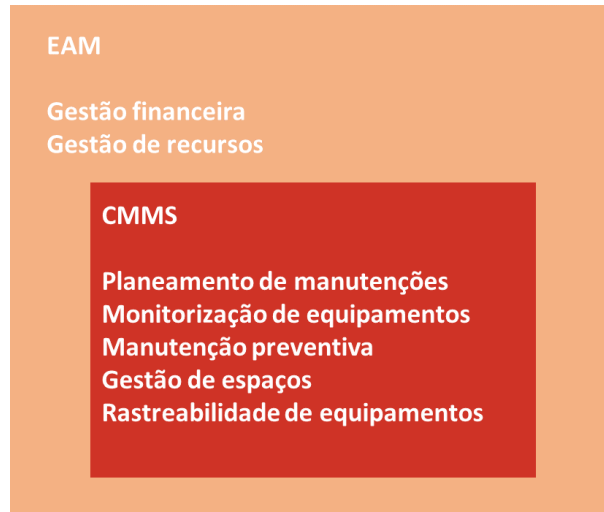 EAM
Gestão financeira
Gestão de recursos
CMMS
Planeamento de manutenções
Monitorização de equipamentos
Manutenção preventiva
Gestão de espaços
Rastreabilidade de equipamentos